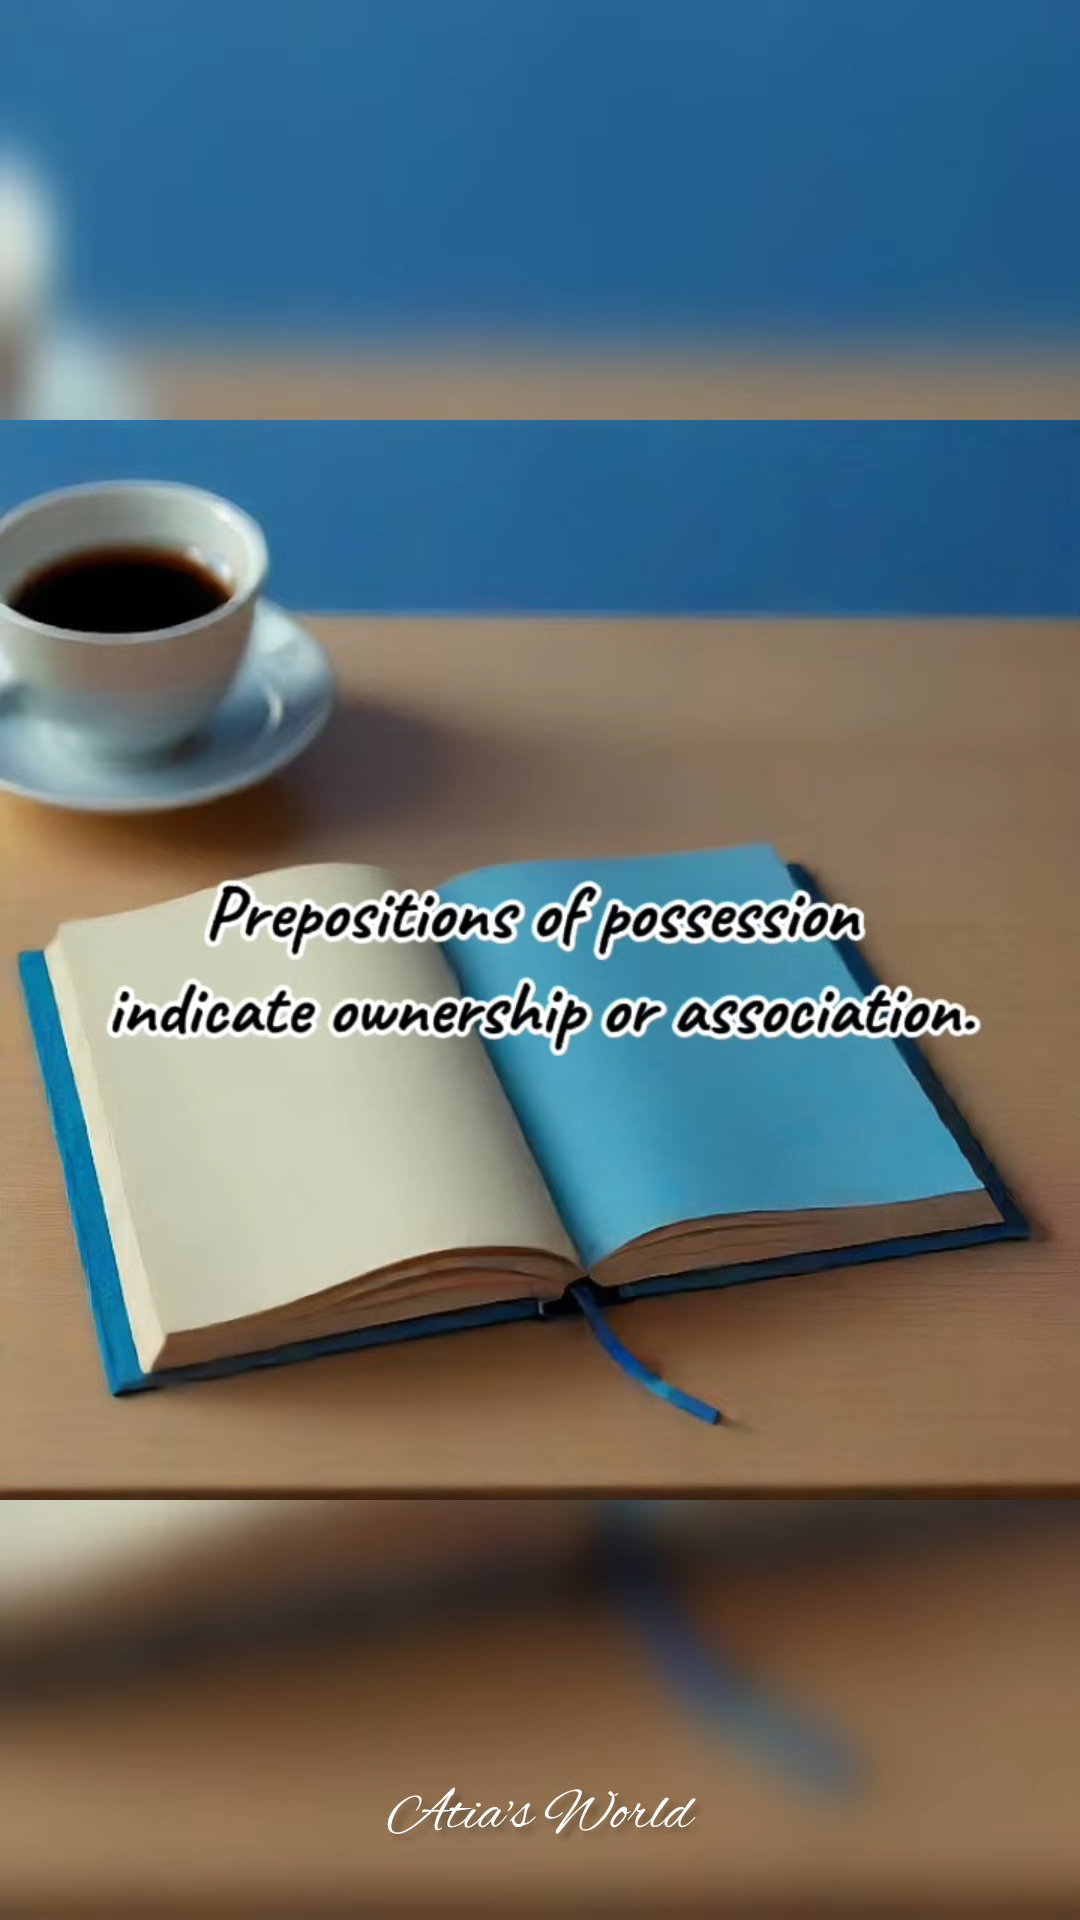 Prepositions of possession
indicate ownership or association.
Atia's World